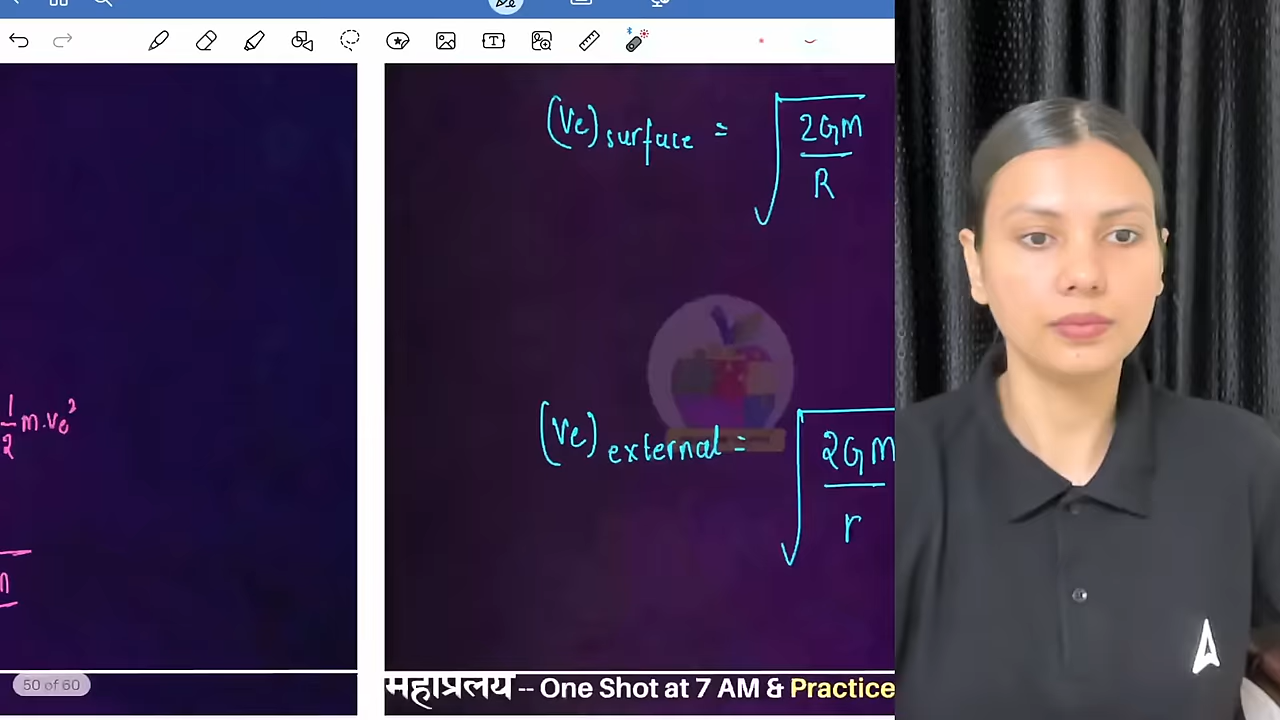 (Ve) surface = √ 2GM
R
1
2 m.ve²
(Ve) external = √ 2GM
r
50 of 60
महाप्रलय -- One Shot at 7 AM & Practice